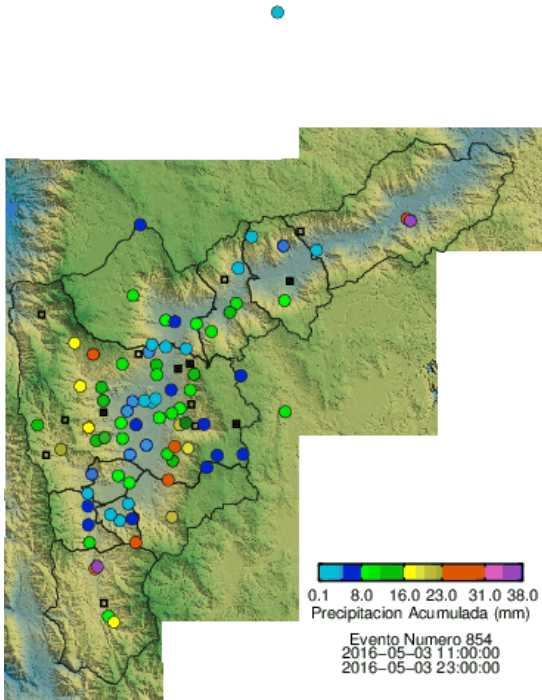 0.1 8.0 16.0 23.0 31.0 38.0
Precipitacion Acumulada (mm)
Evento Numero 854
2016-05-03 11:00:00
2016-05-03 23:00:00